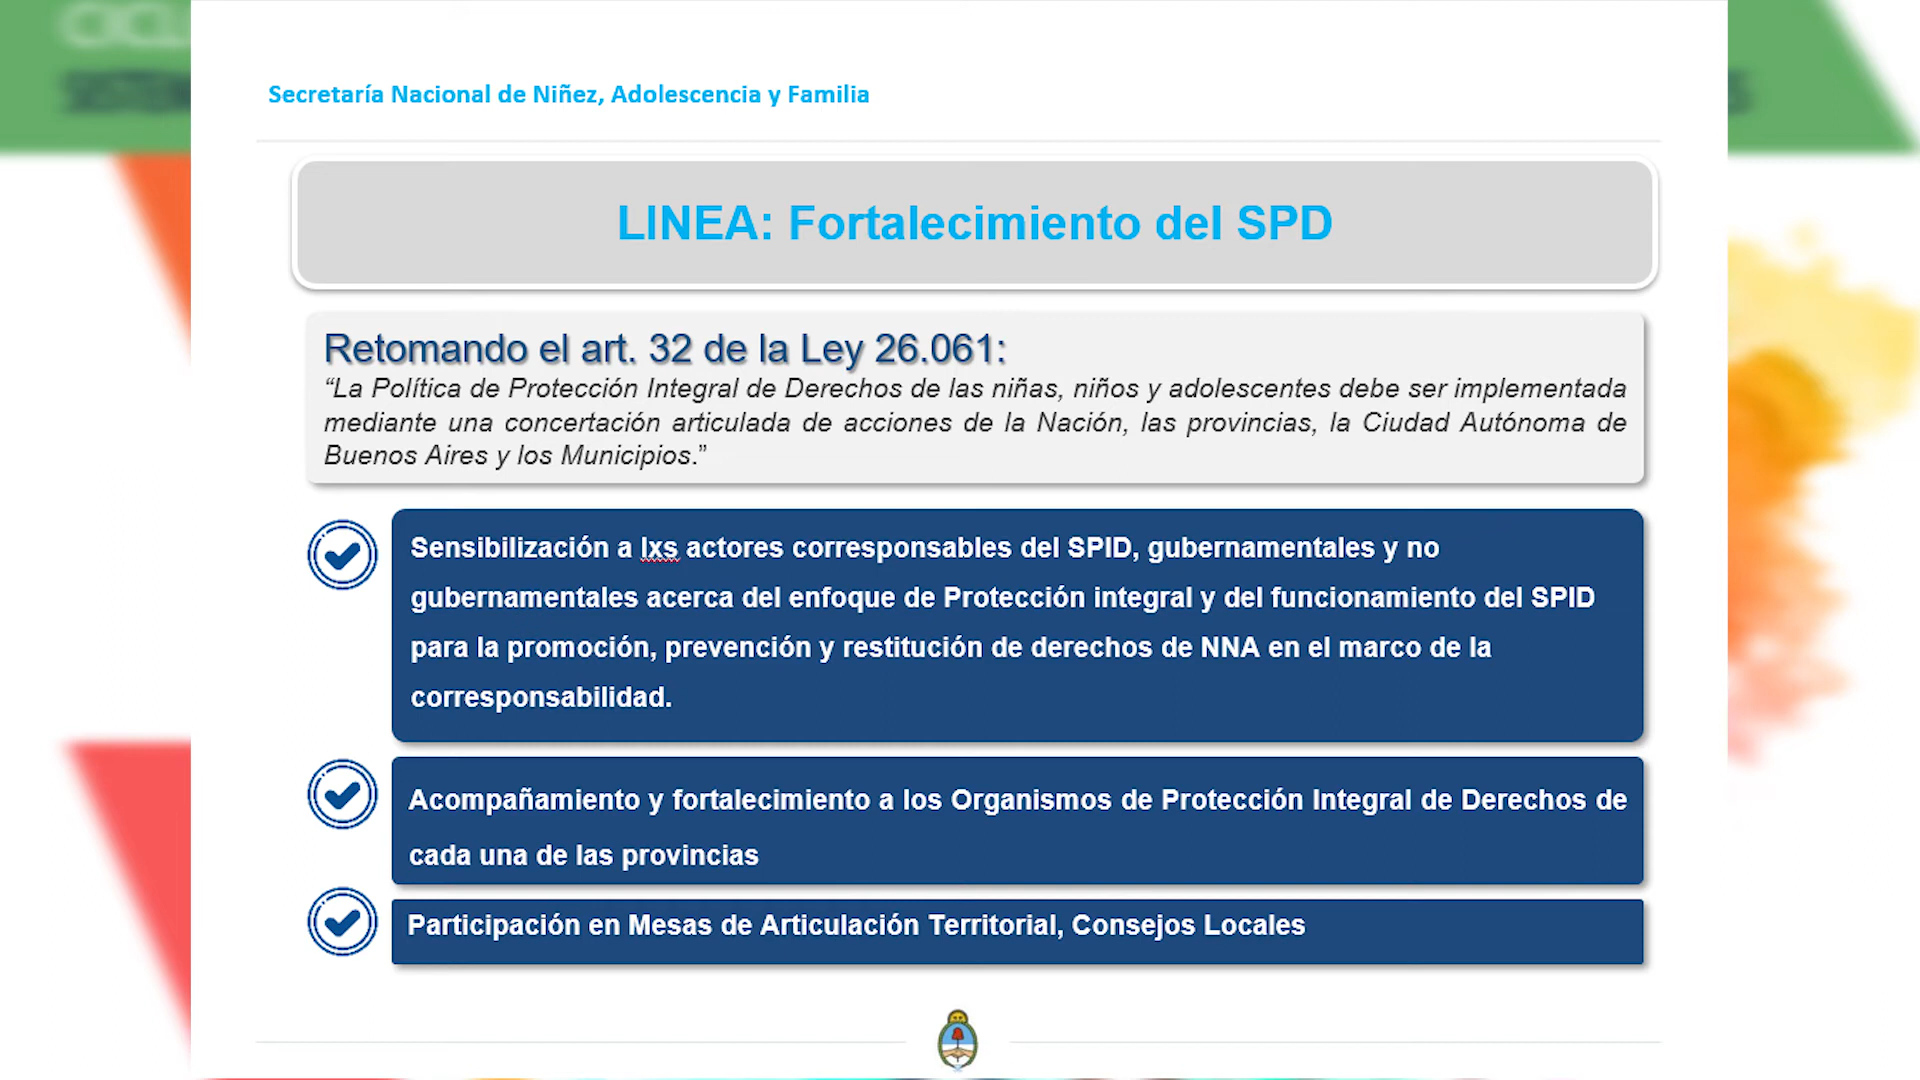 Secretaría Nacional de Niñez, Adolescencia y Familia
LINEA: Fortalecimiento del SPD
Retomando el art. 32 de la Ley 26.061:
“La Política de Protección Integral de Derechos de las niñas, niños y adolescentes debe ser implementada
mediante una concertación articulada de acciones de la Nación, las provincias, la Ciudad Autónoma de
Buenos Aires y los Municipios.”
Sensibilización a lxs actores corresponsables del SPID, gubernamentales y no
gubernamentales acerca del enfoque de Protección integral y del funcionamiento del SPID
para la promoción, prevención y restitución de derechos de NNA en el marco de la
corresponsabilidad.
Acompañamiento y fortalecimiento a los Organismos de Protección Integral de Derechos de
cada una de las provincias
Participación en Mesas de Articulación Territorial, Consejos Locales